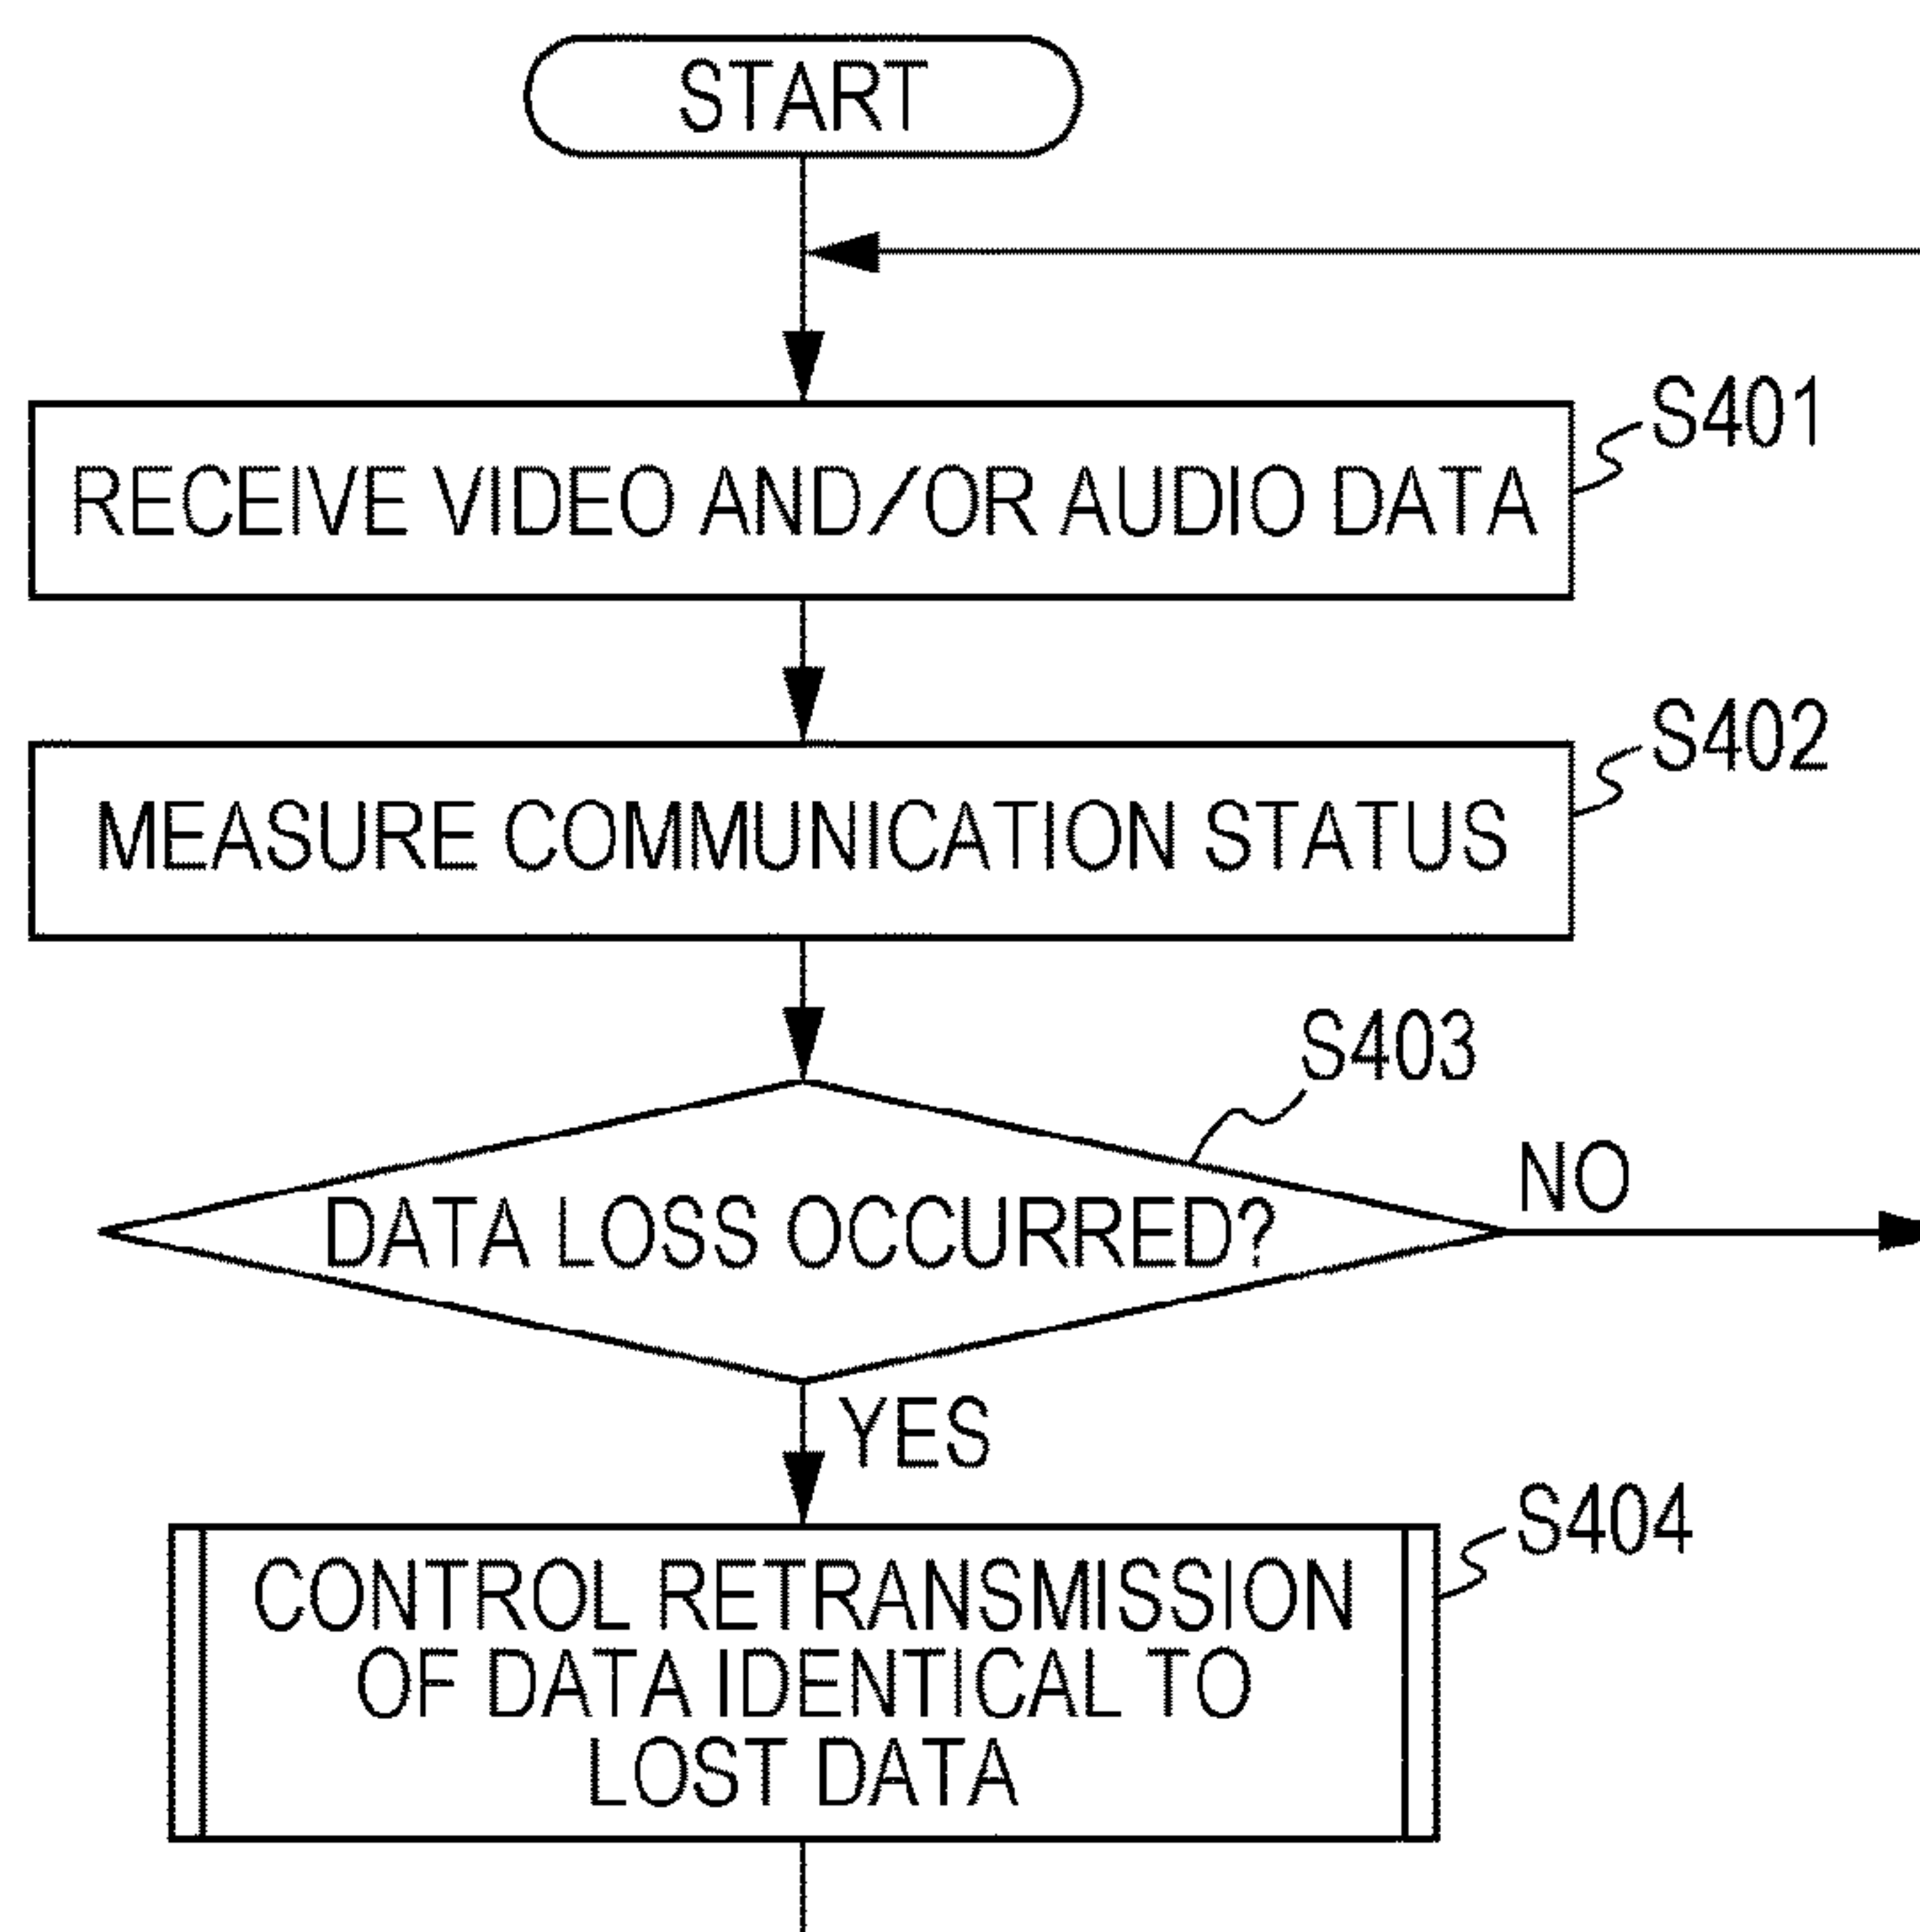 START
S401
RECEIVE VIDEO AND/OR AUDIO DATA
S402
MEASURE COMMUNICATION STATUS
S403
DATA LOSS OCCURRED?
NO
YES
S404
CONTROL RETRANSMISSION
OF DATA IDENTICAL TO
LOST DATA